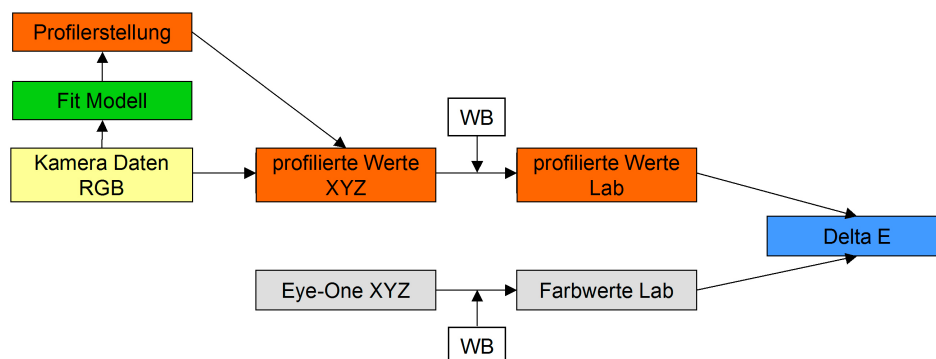 Profilerstellung
Fit Modell
WB
Kamera Daten
RGB
profilierte Werte
XYZ
profilierte Werte
Lab
Delta E
Eye-One XYZ
Farbwerte Lab
WB